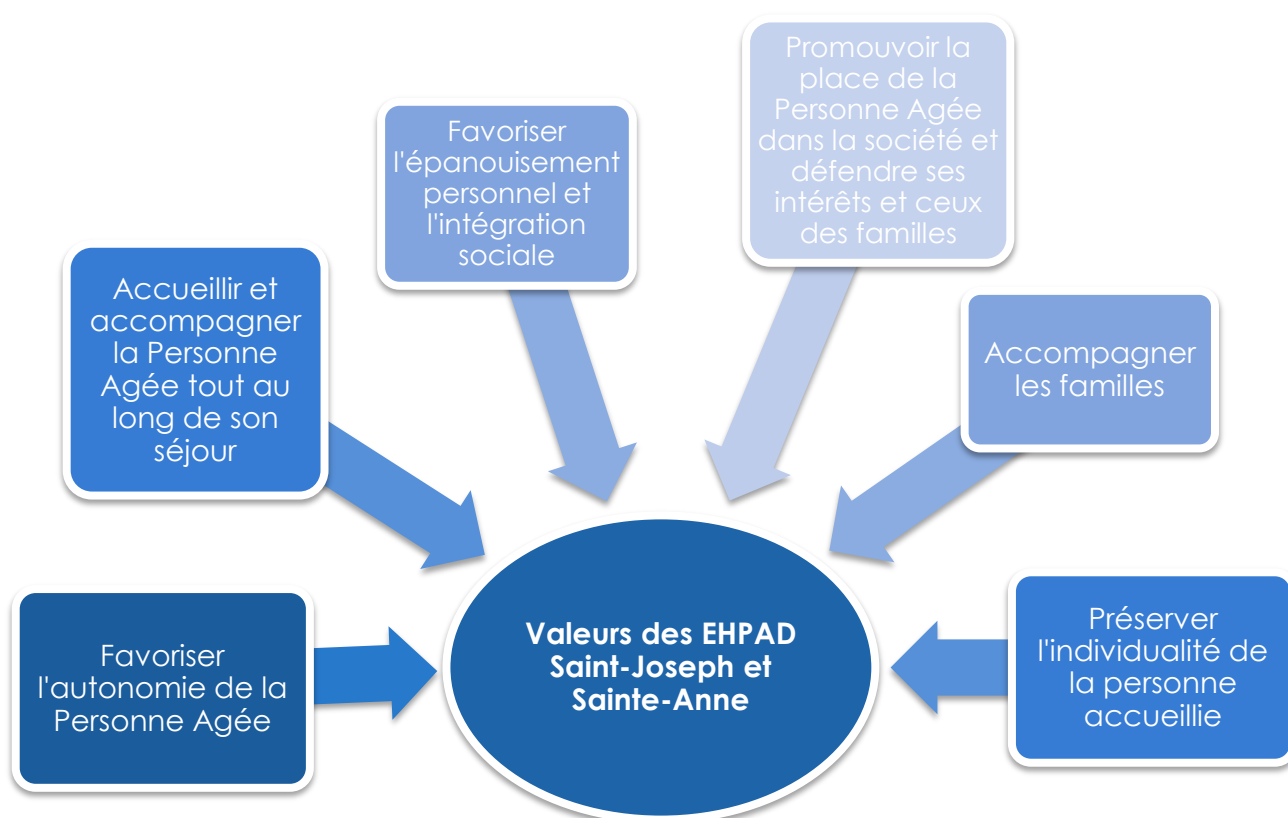 Promouvoir la
place de la
Personne Agée
dans la société et
défendre ses
intérêts et ceux
des familles
Favoriser
l'épanouisement
personnel et
l'intégration
sociale
Accueillir et
accompagner
la Personne
Agée tout au
long de son
séjour
Accompagner
les familles
Favoriser
l'autonomie de la
Personne Agée
Valeurs des EHPAD
Saint-Joseph et
Sainte-Anne
Préserver
l'individualité de
la personne
accueillie